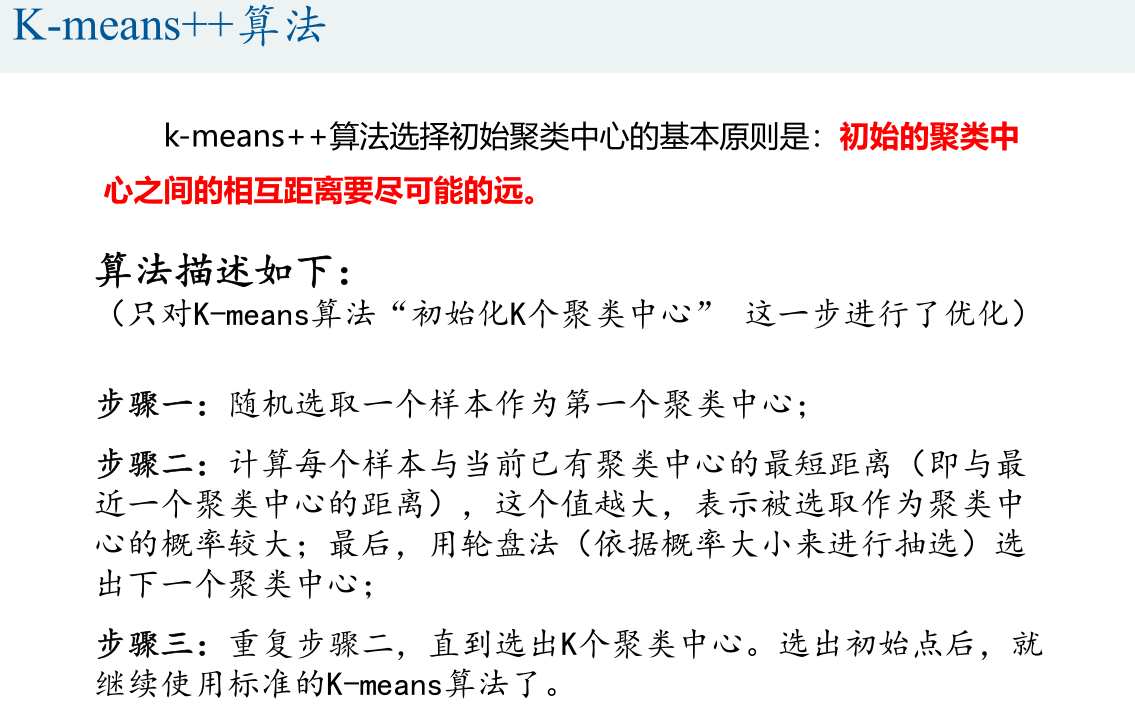 K-means++算法
k-means++算法选择初始聚类中心的基本原则是：初始的聚类中
心之间的相互距离要尽可能的远。
算法描述如下：
（只对K-means算法“初始化K个聚类中心” 这一步进行了优化）
步骤一：随机选取一个样本作为第一个聚类中心；
步骤二：计算每个样本与当前已有聚类中心的最短距离（即与最
近一个聚类中心的距离），这个值越大，表示被选取作为聚类中
心的概率较大；最后，用轮盘法（依据概率大小来进行抽选）选
出下一个聚类中心；
步骤三：重复步骤二，直到选出K个聚类中心。选出初始点后，就
继续使用标准的K-means算法了。